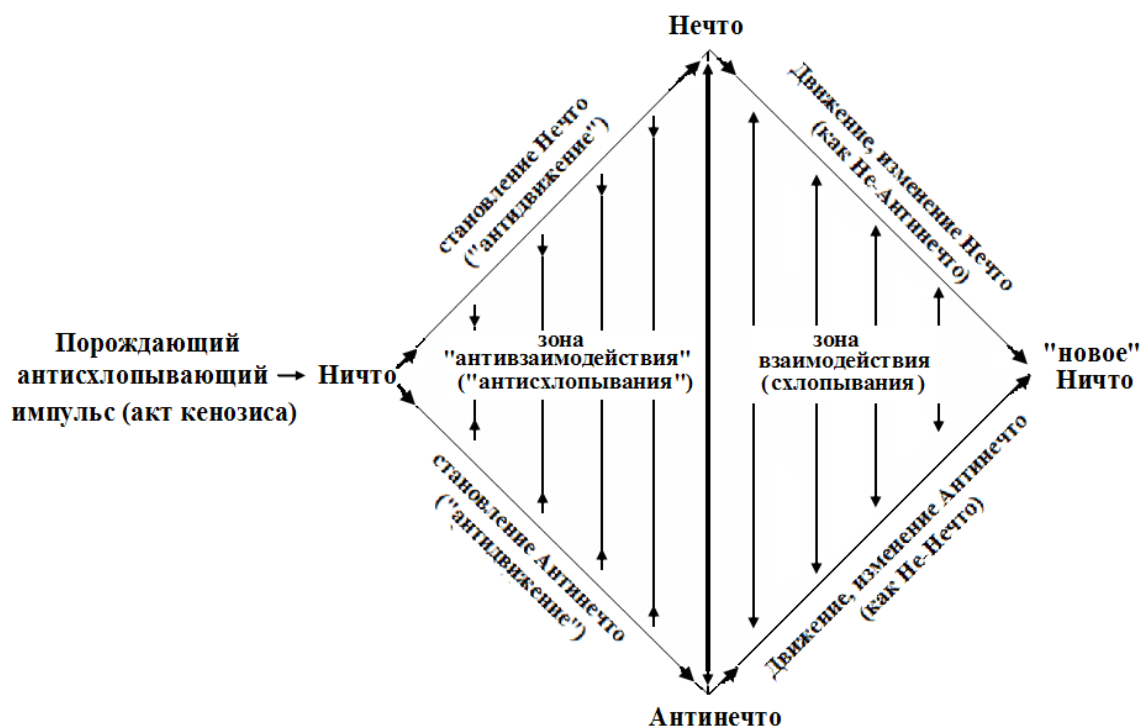 Нечто
становление Нечто
("антидвижение")
Движение, изменение Нечто
(как Не-Антинечто)
Порождающий
антисхлопывающий
импульс (акт кенозиса)
Ничто
зона
"антивзаимодействия"
("антисхлопывания")
зона
взаимодействия
(схлопывания)
"новое"
Ничто
становление Антинечто
("антидвижение")
Движение, изменение Антинечто
(как Не-Нечто)
Антинечто